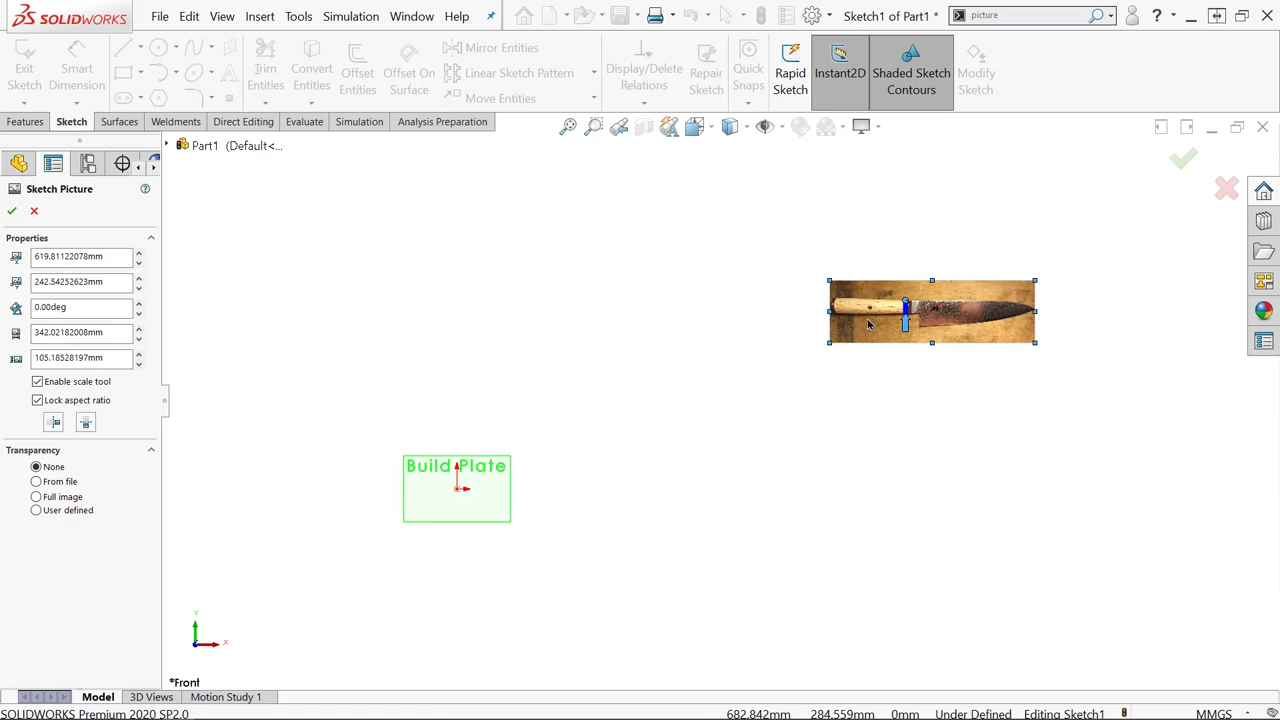 SOLIDWORKS File Edit View Insert Tools Simulation Window Help Sketch1 of Part1 * picture
Exit Sketch
Smart Dimension
Trim Entities
Convert Entities
Offset Entities
Offset On Surface
Mirror Entities
Linear Sketch Pattern
Move Entities
Display/Delete Relations
Repair Sketch
Quick Snaps
Rapid Sketch
Instant2D
Shaded Sketch Contours
Modify Sketch
Features Sketch Surfaces Weldments Direct Editing Evaluate Simulation Analysis Preparation
Part1 (Default<...
Sketch Picture
Properties
619.81122078mm
242.54252623mm
0.00deg
342.02182008mm
105.18528197mm
Enable scale tool
Lock aspect ratio
Transparency
None
From file
Full image
User defined
Build Plate
Y
X
*Front
Model 3D Views Motion Study 1
SOLIDWORKS Premium 2020 SP2.0 682.842mm 284.559mm 0mm Under Defined Editing Sketch1 MMGS